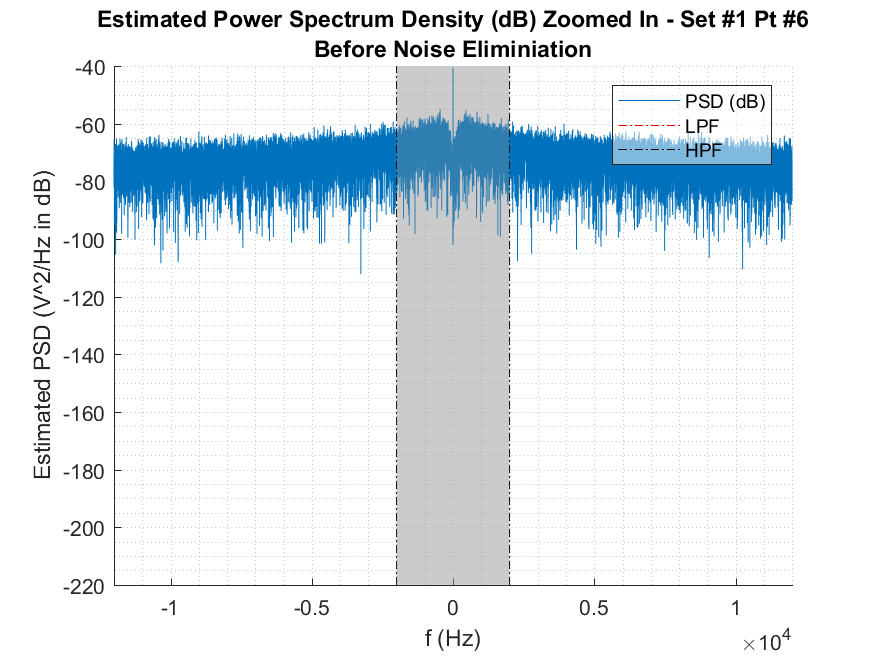 Estimated Power Spectrum Density (dB) Zoomed In - Set #1 Pt #6
Before Noise Eliminiation
-40
-60
-80
-100
-120
-140
-160
-180
-200
-220
Estimated PSD (V^2/Hz in dB)
PSD (dB)
LPF
HPF
-1
-0.5
0
0.5
1
×10^4
f (Hz)